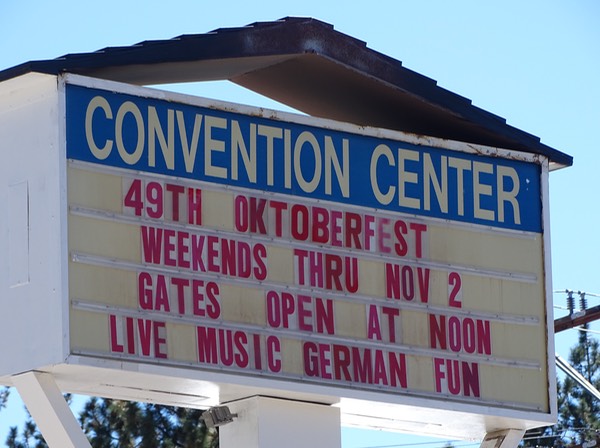 CONVENTION CENTER
49TH OKTOBERFEST
WEEKENDS THRU NOV 2
GATES OPEN AT NOON
LIVE MUSIC GERMAN FUN